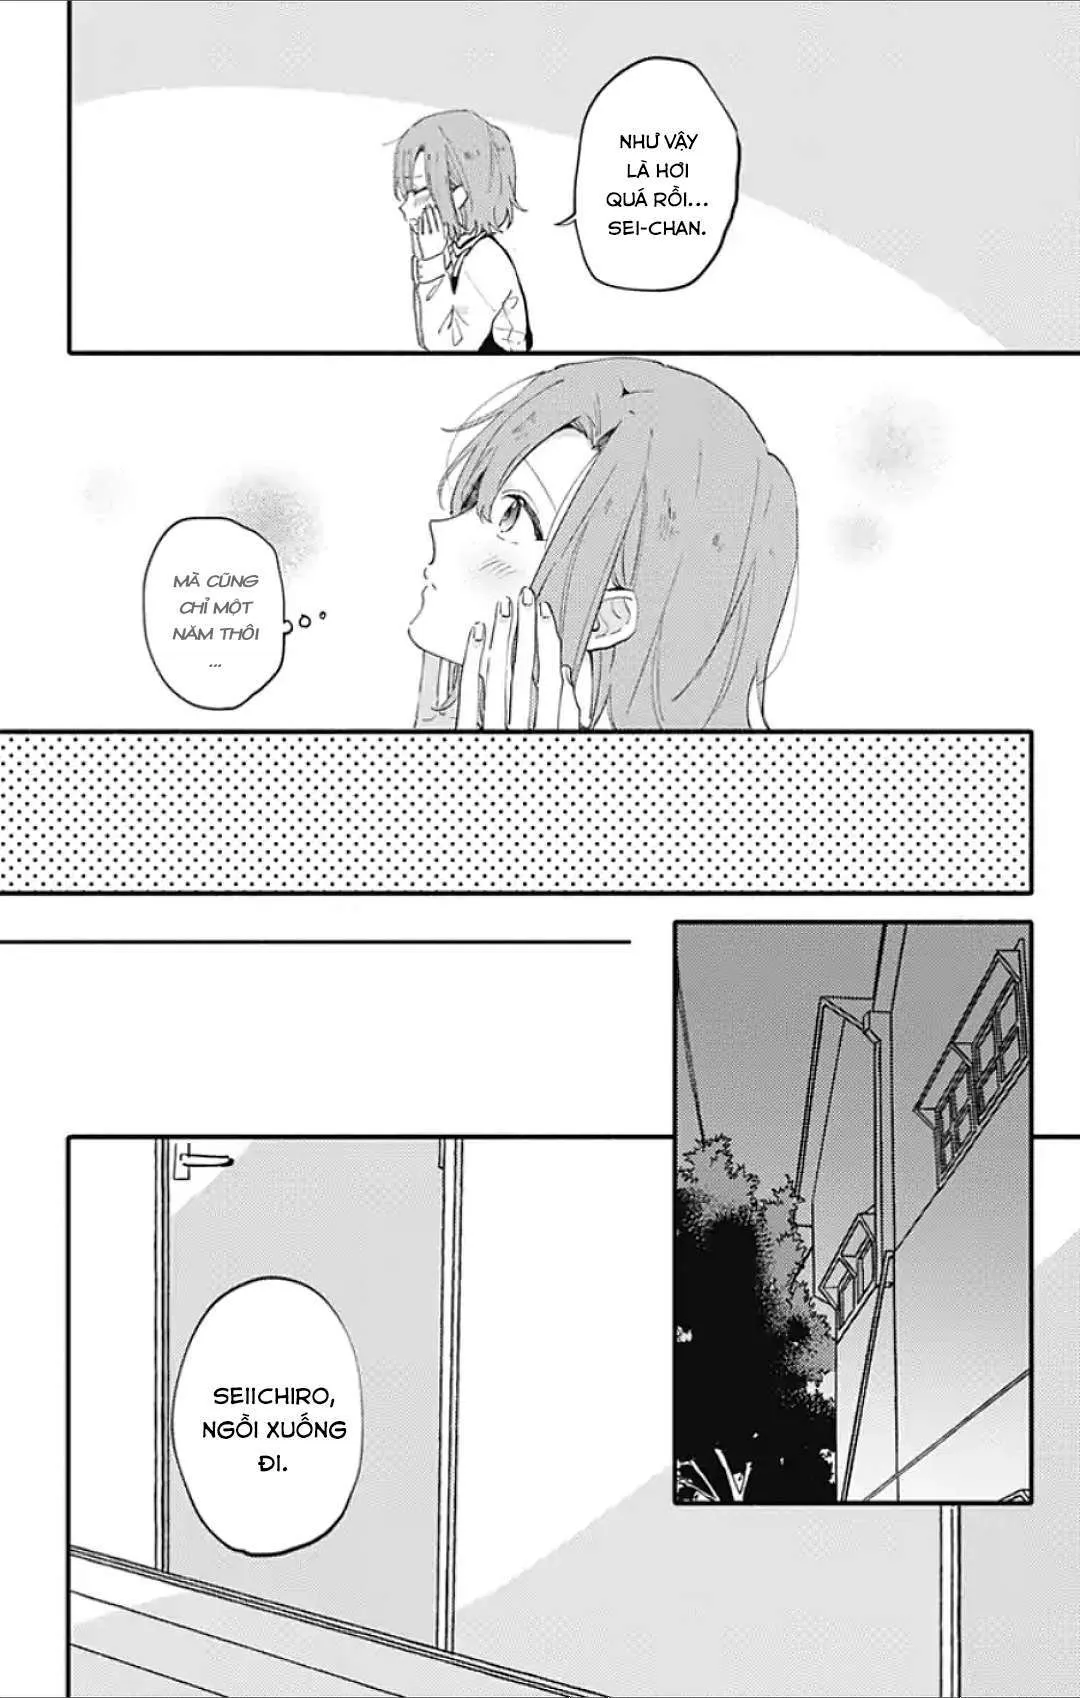 NHƯ VẬY
LÀ HƠI
QUÁ RỒI...
SEI-CHAN.
MÀ CŨNG
CHỈ MỘT
NĂM THÔI
...
SEIICHIRO,
NGỒI XUỐNG
ĐI.